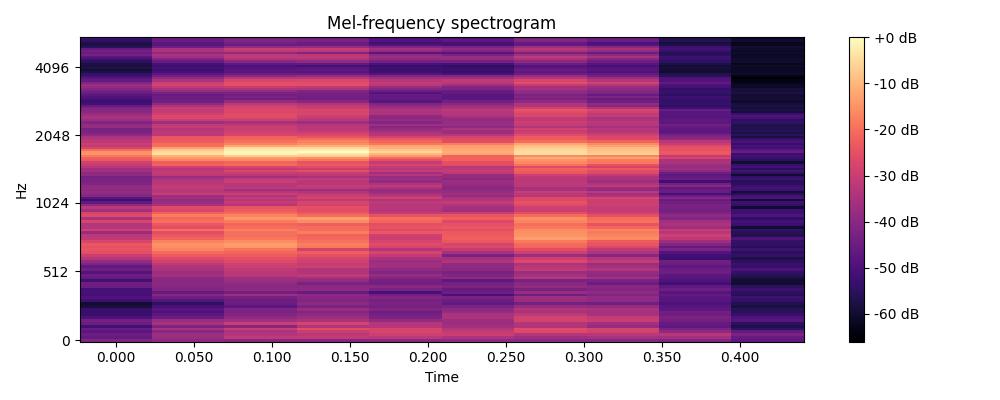 Mel-frequency spectrogram
Hz
4096
2048
1024
512
0
0.000 0.050 0.100 0.150 0.200 0.250 0.300 0.350 0.400
Time
+0 dB
-10 dB
-20 dB
-30 dB
-40 dB
-50 dB
-60 dB